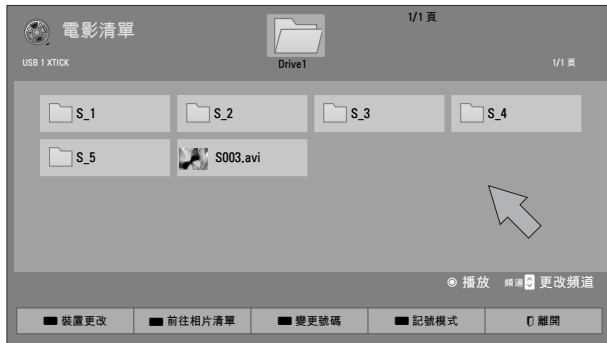 電影清單
1/1 頁
USB 1 XTICK
Drive1
1/1 頁
S_1
S_2
S_3
S_4
S_5
S003.avi
播放 頻道 更改頻道
裝置更改
前往相片清單
變更號碼
記號模式
離開